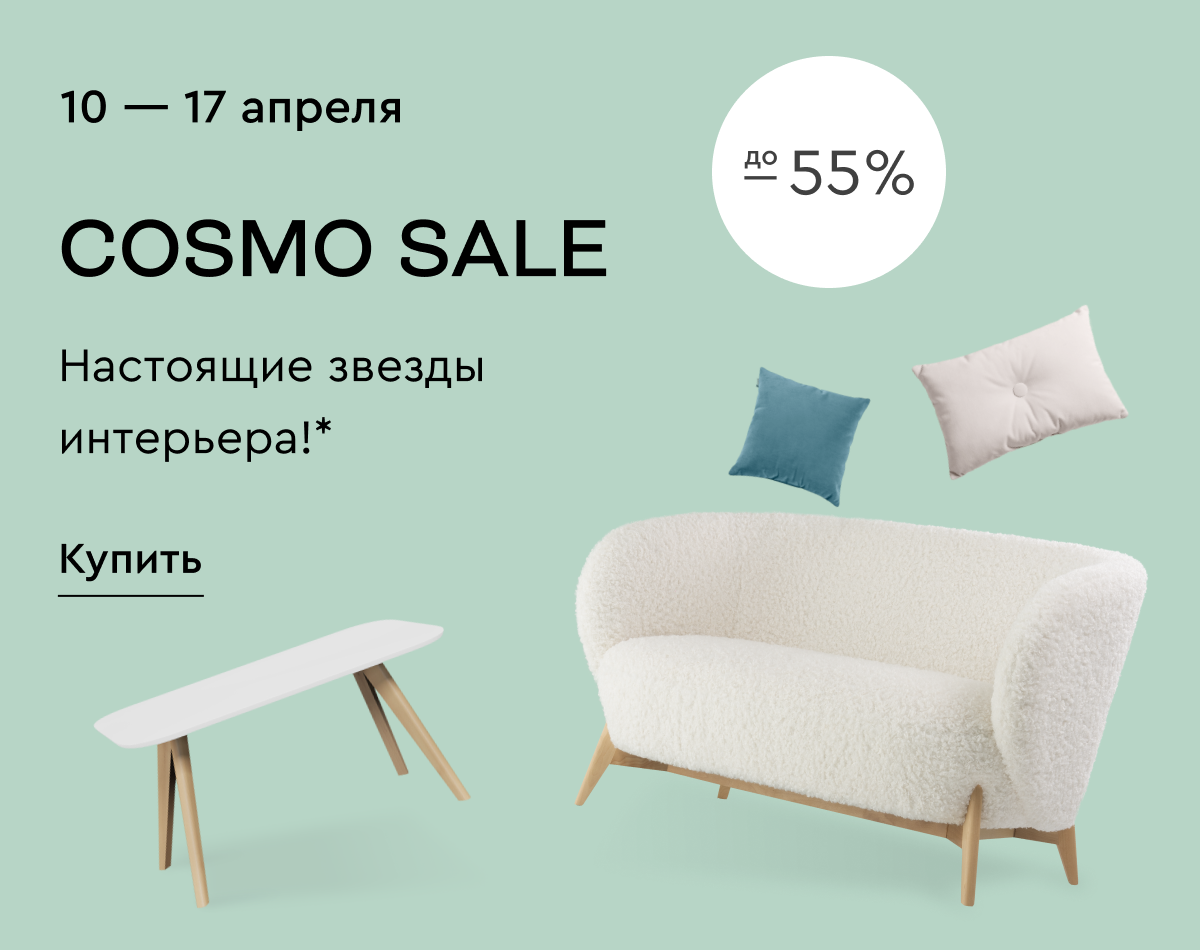 10 — 17 апреля
до 55%
COSMO SALE
Настоящие звезды
интерьера!*
Купить